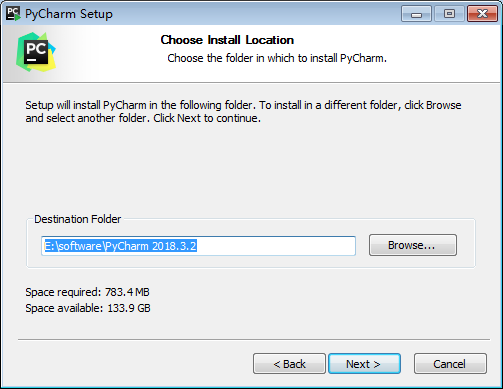 PyCharm Setup
PC
Choose Install Location
Choose the folder in which to install PyCharm.
Setup will install PyCharm in the following folder. To install in a different folder, click Browse
and select another folder. Click Next to continue.
Destination Folder
E:\software\PyCharm 2018.3.2
Browse...
Space required: 783.4 MB
Space available: 133.9 GB
< Back
Next >
Cancel